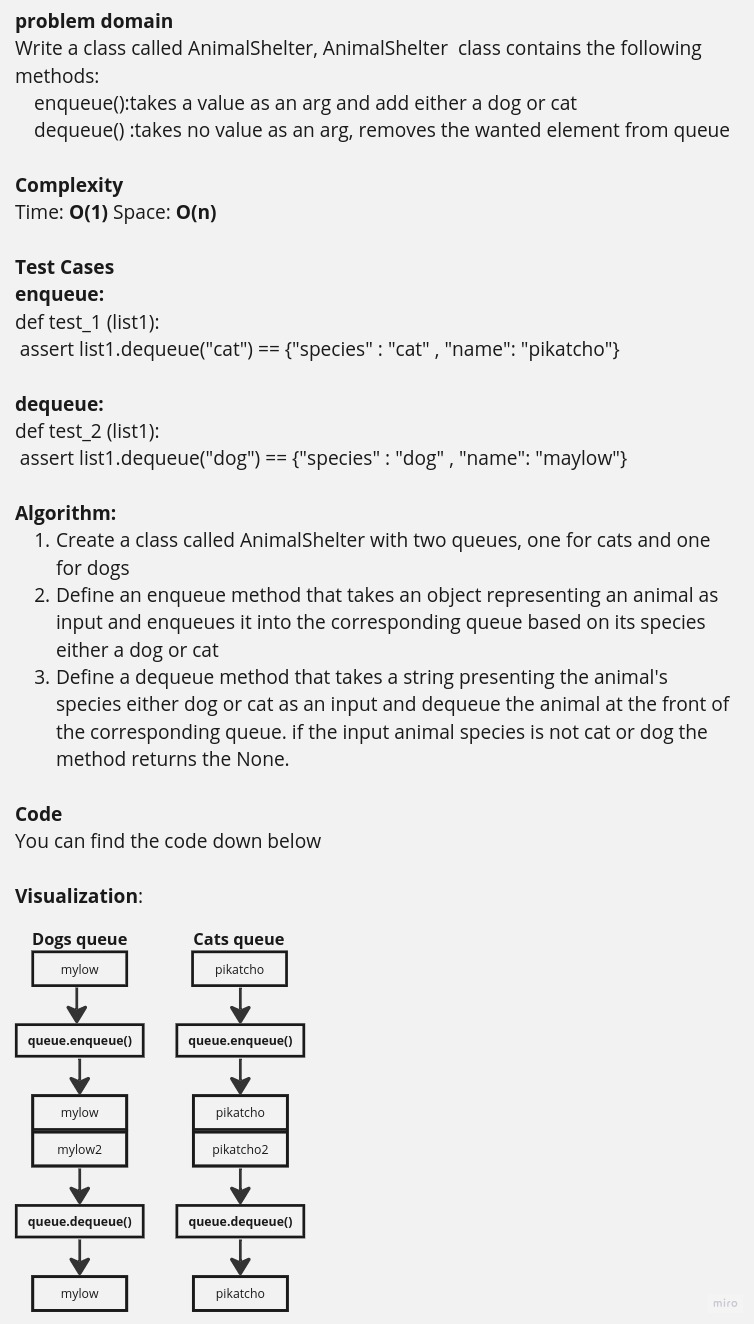 problem domain
Write a class called AnimalShelter, AnimalShelter  class contains the following
methods:
enqueue():takes a value as an arg and add either a dog or cat
dequeue() :takes no value as an arg, removes the wanted element from queue
Complexity
Time: O(1) Space: O(n)
Test Cases
enqueue:
def test_1 (list1):
assert list1.dequeue("cat") == {"species" : "cat" , "name": "pikatcho"}
dequeue:
def test_2 (list1):
assert list1.dequeue("dog") == {"species" : "dog" , "name": "maylow"}
Algorithm:
1. Create a class called AnimalShelter with two queues, one for cats and one
for dogs
2. Define an enqueue method that takes an object representing an animal as
input and enqueues it into the corresponding queue based on its species
either a dog or cat
3. Define a dequeue method that takes a string presenting the animal's
species either dog or cat as an input and dequeue the animal at the front of
the corresponding queue. if the input animal species is not cat or dog the
method returns the None.
Code
You can find the code down below
Visualization:
Dogs queue
mylow
queue.enqueue()
mylow
mylow2
queue.dequeue()
mylow
Cats queue
pikatcho
queue.enqueue()
pikatcho
pikatcho2
queue.dequeue()
pikatcho
miro